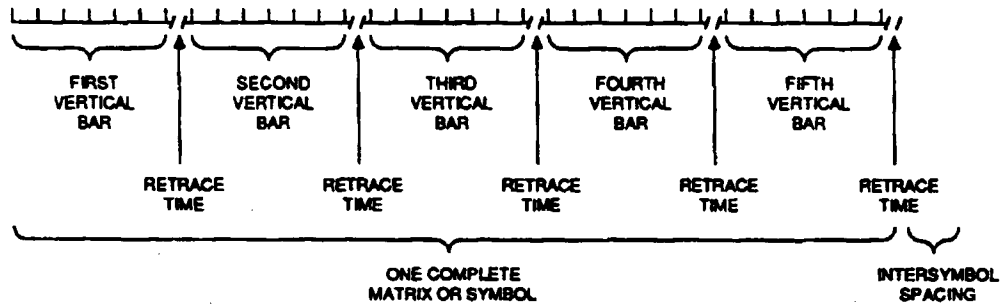 FIRST
VERTICAL
BAR
SECOND
VERTICAL
BAR
THIRD
VERTICAL
BAR
FOURTH
VERTICAL
BAR
FIFTH
VERTICAL
BAR
RETRACE
TIME
RETRACE
TIME
RETRACE
TIME
RETRACE
TIME
RETRACE
TIME
ONE COMPLETE
MATRIX OR SYMBOL
INTERSYMBOL
SPACING